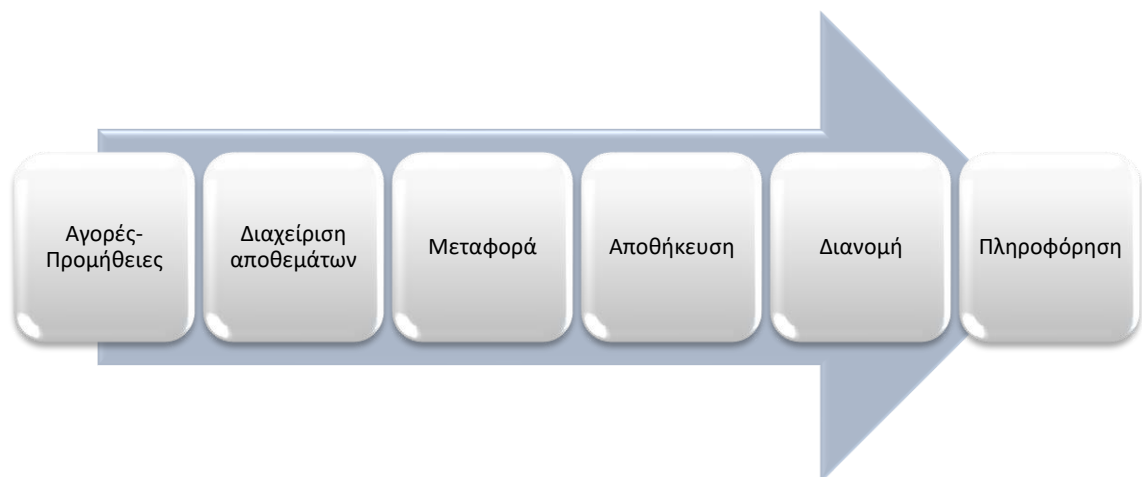 Αγορές-
Προμήθειες
Διαχείριση
αποθεμάτων
Μεταφορά
Αποθήκευση
Διανομή
Πληροφόρηση